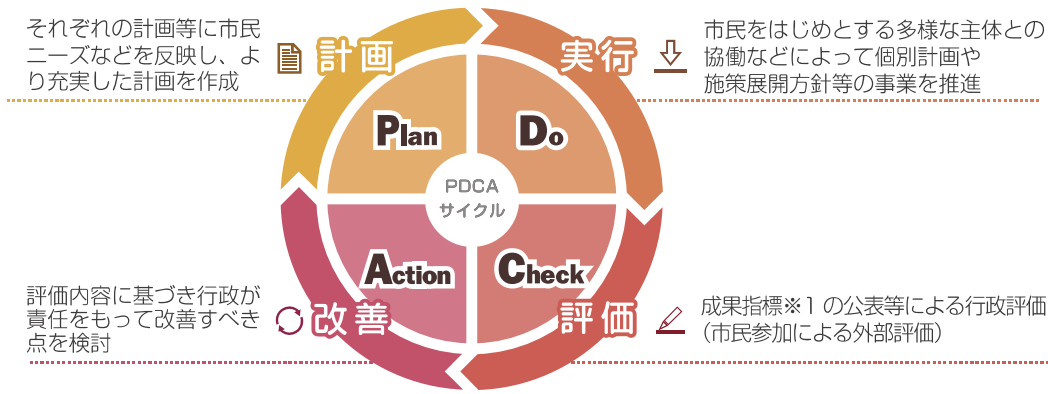 それぞれの計画等に市民
ニーズなどを反映し、よ
り充実した計画を作成
計画
実行
市民をはじめとする多様な主体との
協働などによって個別計画や
施策展開方針等の事業を推進
Plan
Do
PDCA
サイクル
Action
Check
評価内容に基づき行政が
責任をもって改善すべき
点を検討
改善
評価
成果指標※1の公表等による行政評価
（市民参加による外部評価）